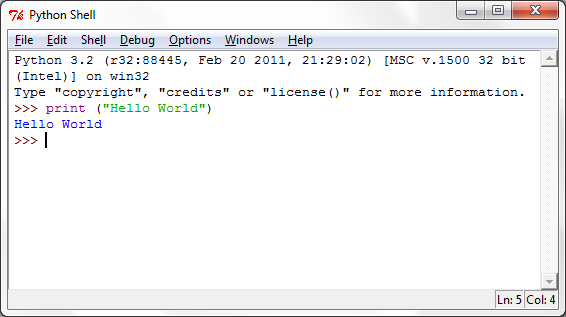 Python Shell
File Edit Shell Debug Options Windows Help
Python 3.2 (r32:88445, Feb 20 2011, 21:29:02) [MSC v.1500 32 bit
(Intel)] on win32
Type "copyright", "credits" or "license()" for more information.
>>> print ("Hello World")
Hello World
>>>
Ln: 5 Col: 4